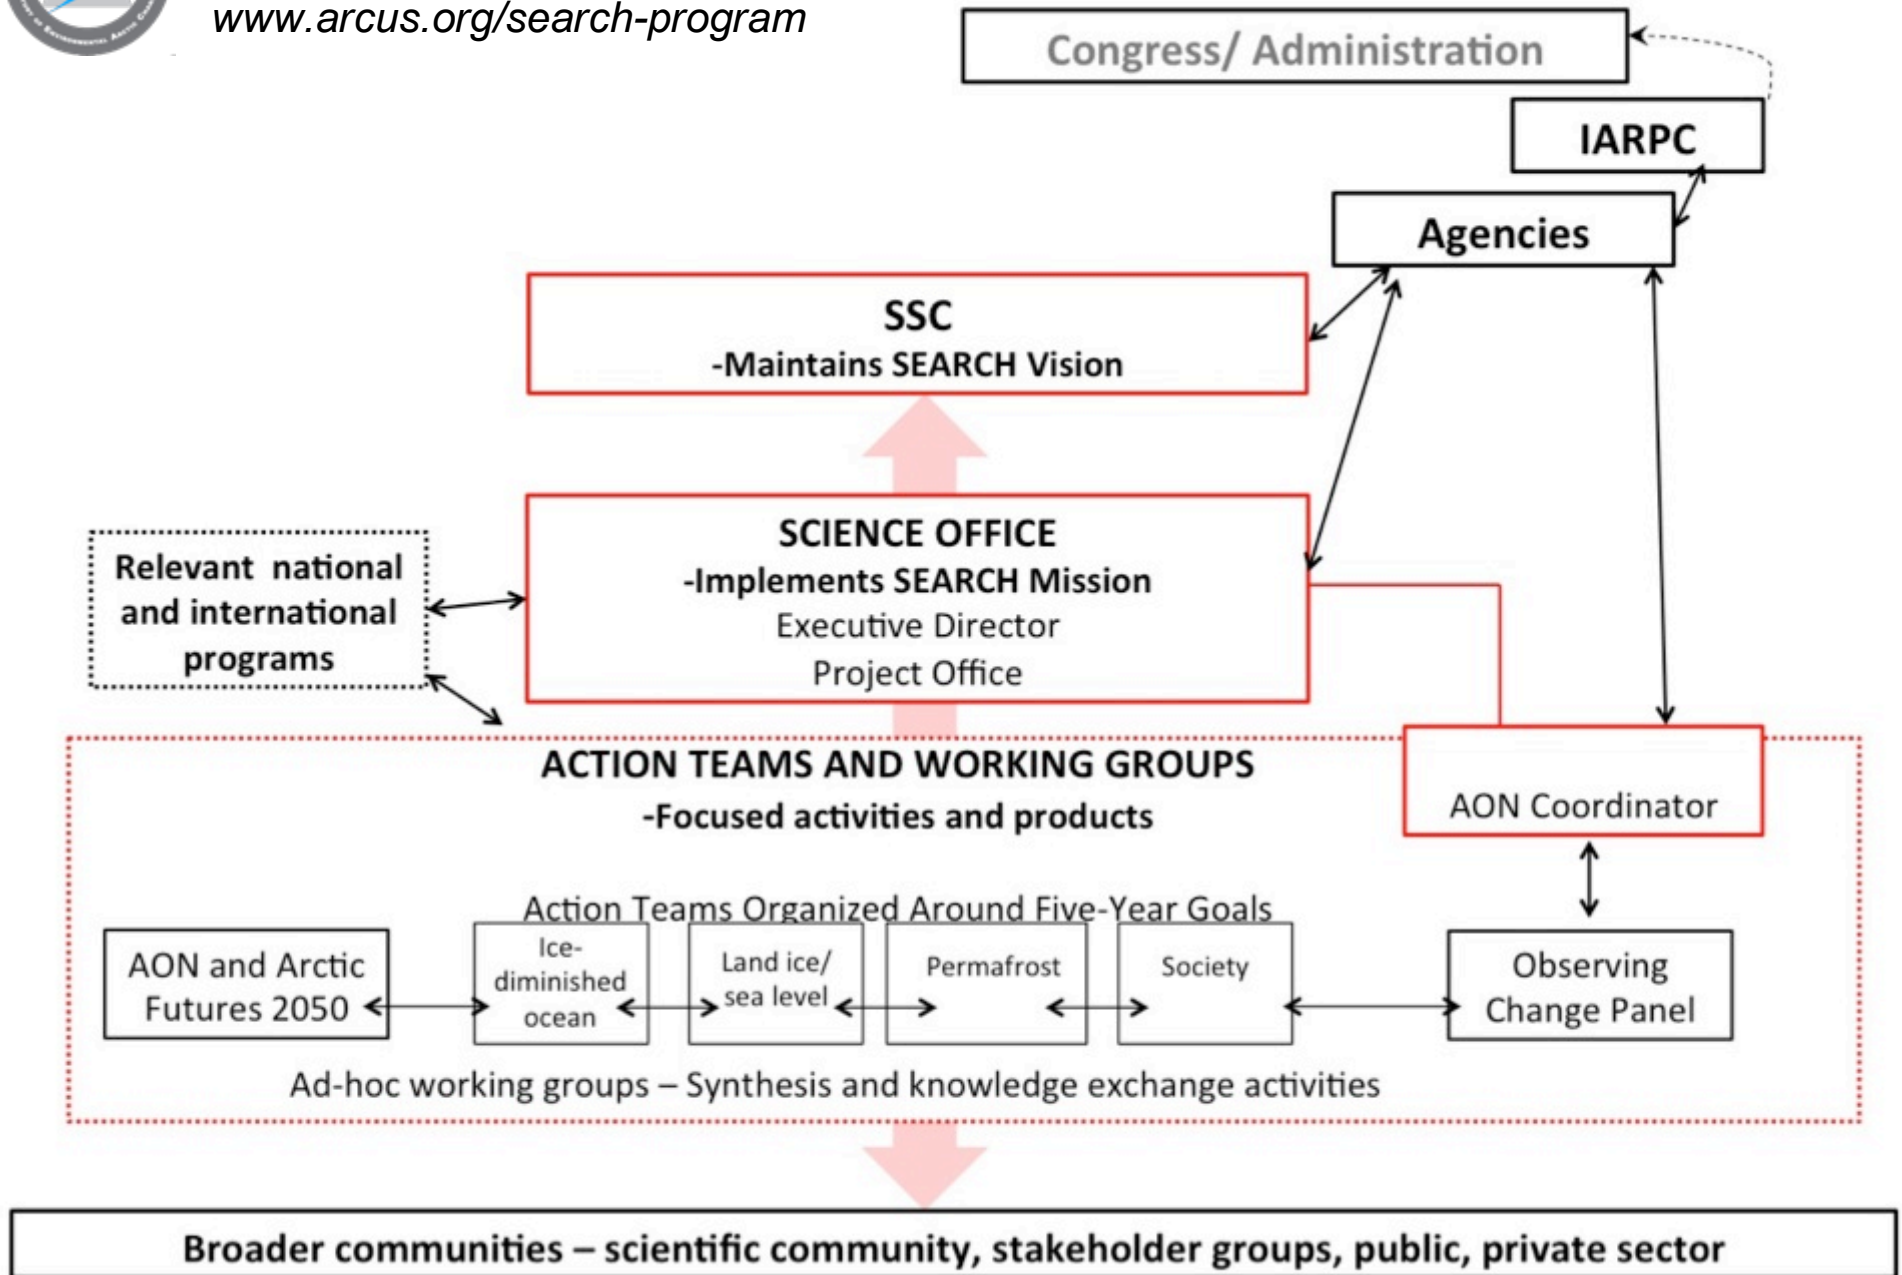 OF ENVIRONMENTAL ARCTIC
www.arcus.org/search-program
Congress/ Administration
IARPC
Agencies
SSC
-Maintains SEARCH Vision
SCIENCE OFFICE
-Implements SEARCH Mission
Executive Director
Project Office
Relevant national
and international
programs
ACTION TEAMS AND WORKING GROUPS
-Focused activities and products
AON Coordinator
Action Teams Organized Around Five-Year Goals
AON and Arctic
Futures 2050
Ice-
diminished
ocean
Land ice/
sea level
Permafrost
Society
Observing
Change Panel
Ad-hoc working groups – Synthesis and knowledge exchange activities
Broader communities – scientific community, stakeholder groups, public, private sector